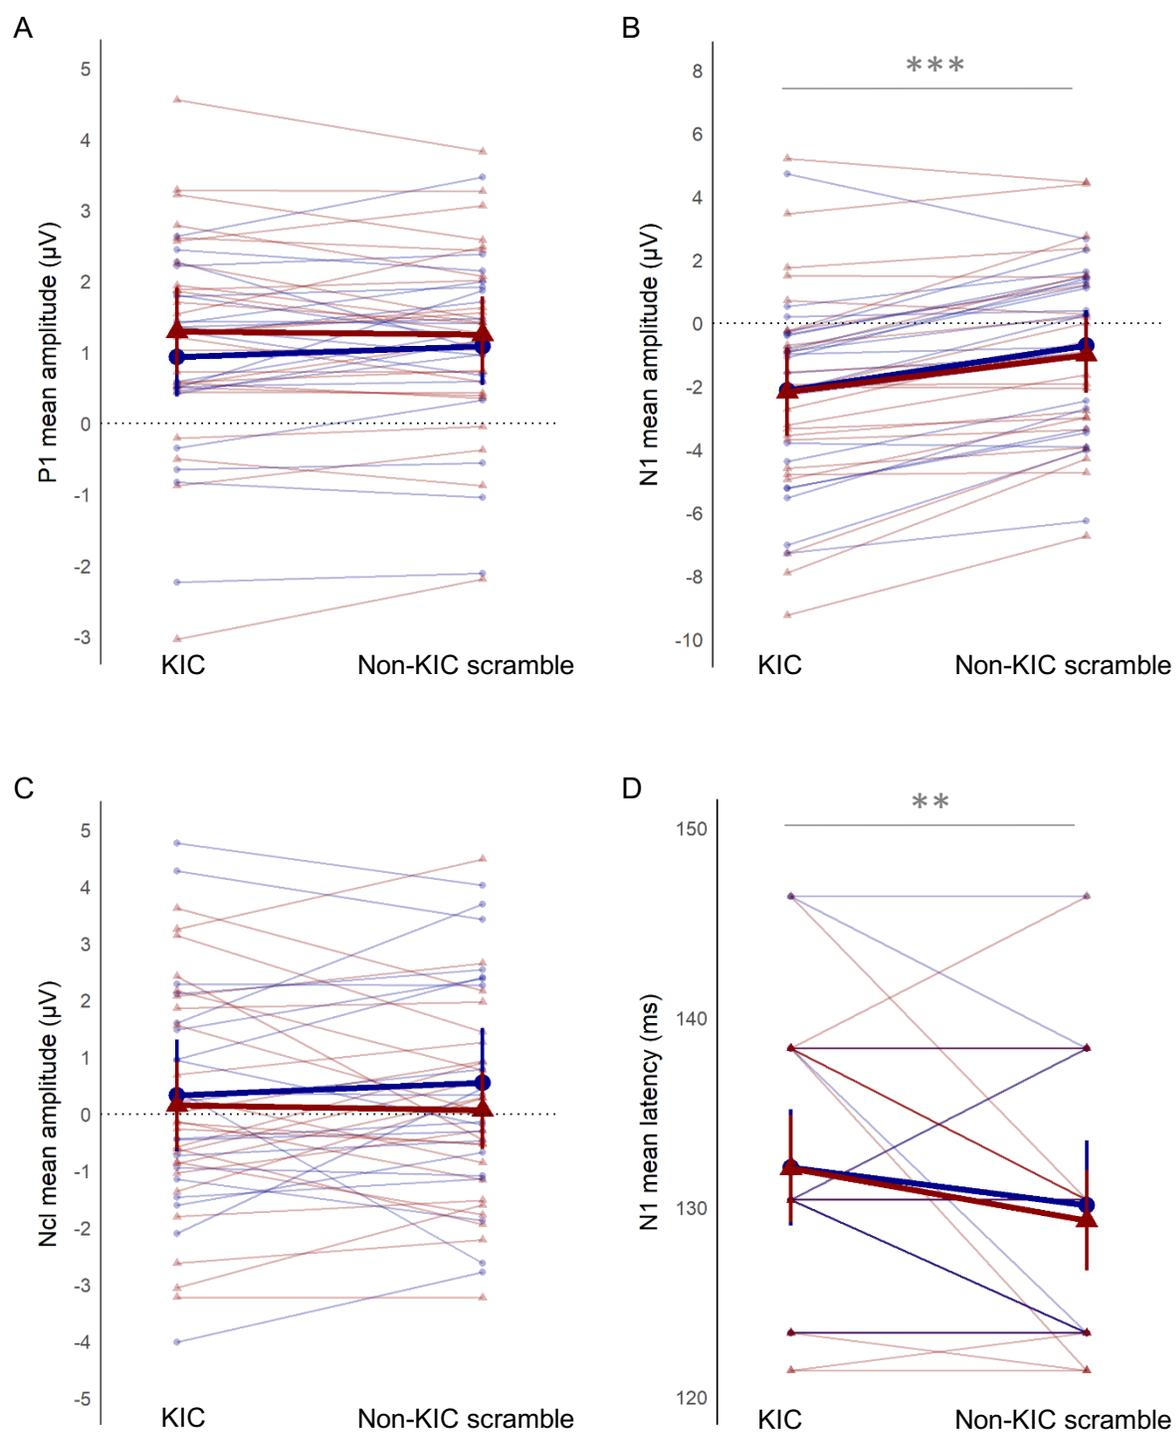 A
5
4
3
2
1
0
-1
-2
-3
P1 mean amplitude (µV)
KIC
Non-KIC scramble
B
***
8
6
4
2
0
-2
-4
-6
-8
-10
N1 mean amplitude (µV)
KIC
Non-KIC scramble
C
5
4
3
2
1
0
-1
-2
-3
-4
-5
Ncl mean amplitude (µV)
KIC
Non-KIC scramble
D
**
150
140
130
120
N1 mean latency (ms)
KIC
Non-KIC scramble